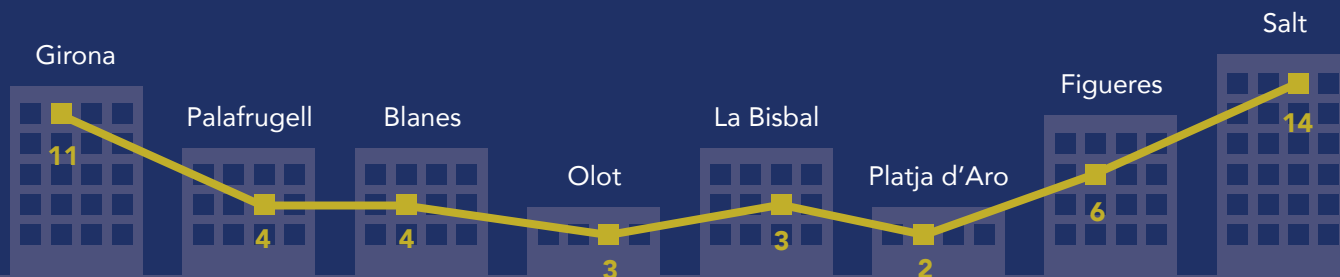 Girona
11
Palafrugell
4
Blanes
4
Olot
3
La Bisbal
3
Platja d’Aro
2
Figueres
6
Salt
14